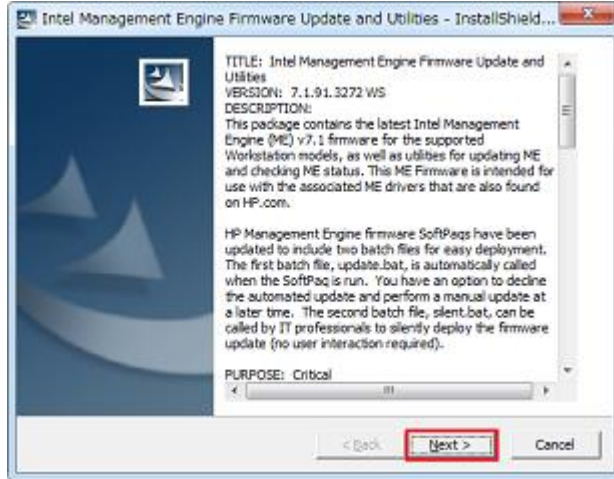 Intel Management Engine Firmware Update and Utilities - InstallShield...
TITLE: Intel Management Engine Firmware Update and
Utilities
VERSION: 7.1.91.3272 WS
DESCRIPTION:
This package contains the latest Intel Management
Engine (ME) v7.1 firmware for the supported
Workstation models, as well as utilities for updating ME
and checking ME status. This ME Firmware is intended for
use with the associated ME drivers that are also found
on HP.com.
HP Management Engine firmware SoftPaqs have been
updated to include two batch files for easy deployment.
The first batch file, update.bat, is automatically called
when the SoftPaq is run.  You have an option to decline
the automated update and perform a manual update at
a later time.  The second batch file, silent.bat, can be
called by IT professionals to silently deploy the firmware
update (no user interaction required).
PURPOSE: Critical
< Back
Next >
Cancel